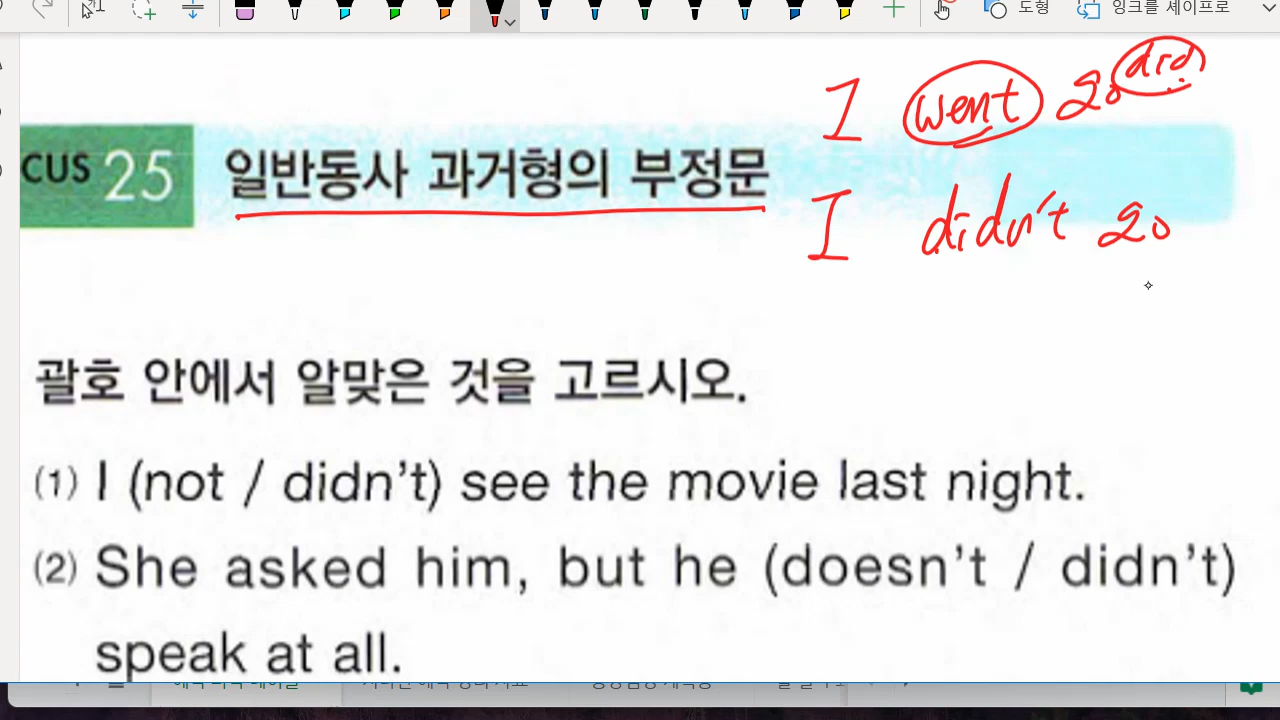 도형
잉크를 셰이프로
I went go did
CUS 25 일반동사 과거형의 부정문
I didn't go
괄호 안에서 알맞은 것을 고르시오.
(1) I (not / didn't) see the movie last night.
(2) She asked him, but he (doesn't / didn't)
speak at all.